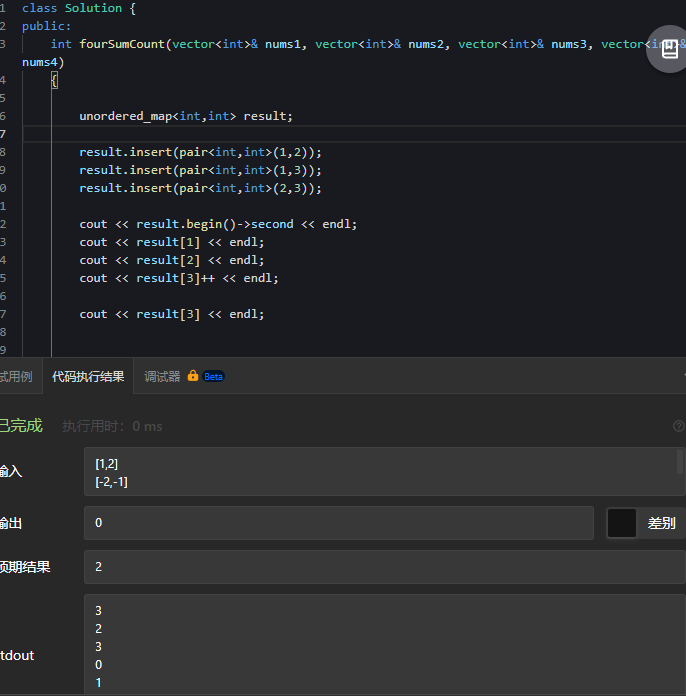 1 class Solution {
2 public:
3 int fourSumCount(vector<int>& nums1, vector<int>& nums2, vector<int>& nums3, vector<int>&
nums4)
4 {
5
6 unordered_map<int,int> result;
7
8 result.insert(pair<int,int>(1,2));
9 result.insert(pair<int,int>(1,3));
0 result.insert(pair<int,int>(2,3));
1
2 cout << result.begin()->second << endl;
3 cout << result[1] << endl;
4 cout << result[2] << endl;
5 cout << result[3]++ << endl;
6
7 cout << result[3] << endl;
8
9
试用例 代码执行结果 调试器 Beta
已完成 执行用时: 0 ms
输入 [1,2]
[-2,-1]
输出 0 差别
预期结果 2
tdout 3
2
3
0
1